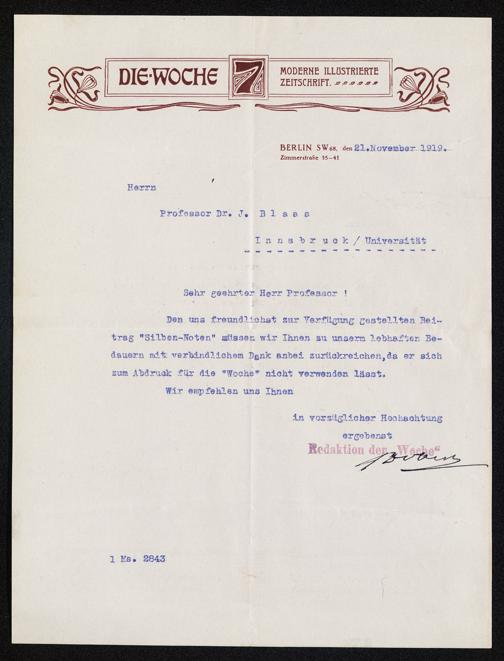 DIE·WOCHE 7 MODERNE ILLUSTRIERTE
ZEITSCHRIFT.
BERLIN SW 68, den 21.November 1919.
Zimmerstraße 35-41
Herrn
Professor Dr. J. Blaas
Innsbruck / Universität
Sehr geehrter Herr Professor !
Den uns freundlichst zur Verfügung gestellten Bei-
trag "Silben-Noten" müssen wir Ihnen zu unserm lebhaften Be-
dauern mit verbindlichem Dank anbei zurückreichen,da er sich
zum Abdruck für die "Woche" nicht verwenden lässt.
Wir empfehlen uns Ihnen
in vorzüglicher Hochachtung
ergebenst
Redaktion der „Woche“
1 Ms. 2843